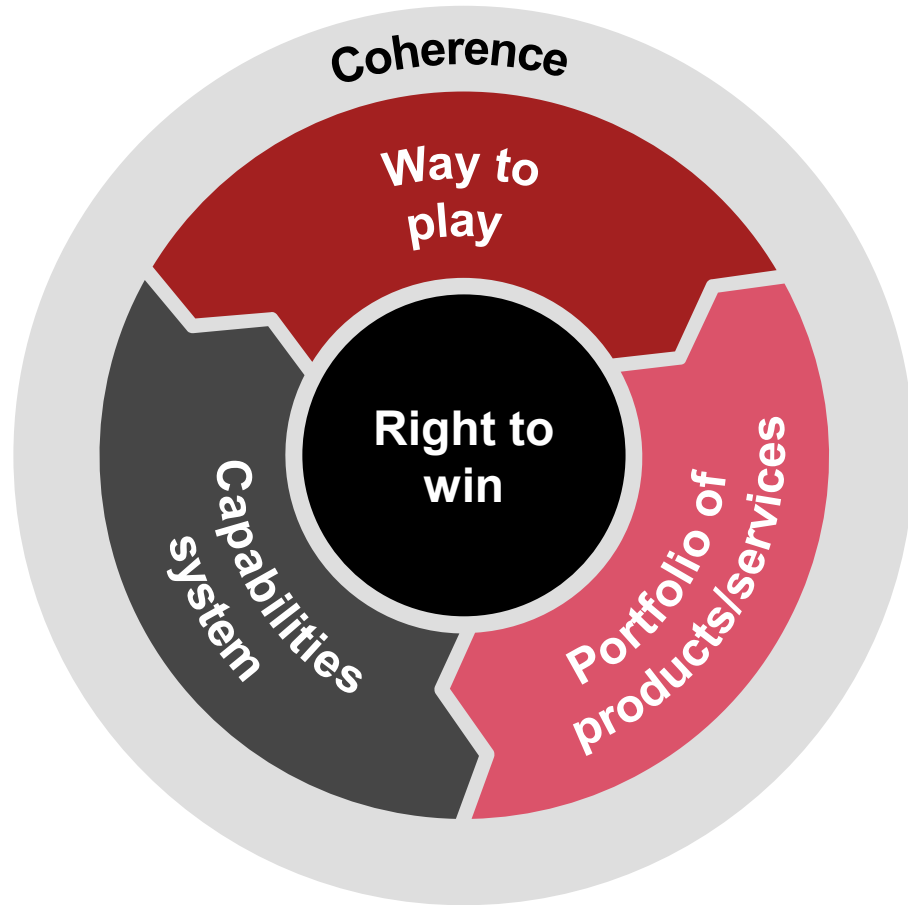 Coherence
Way to
play
Right to
win
Capabilities
system
Portfolio of
products/services